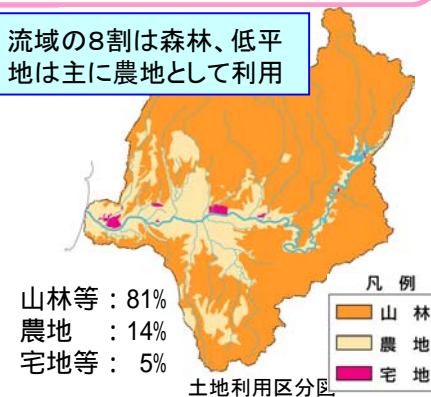 流域の8割は森林、低平
地は主に農地として利用
山林等：81%
農地　：14%
宅地等： 5%
凡 例
山 林
農 地
宅 地
土地利用区分図